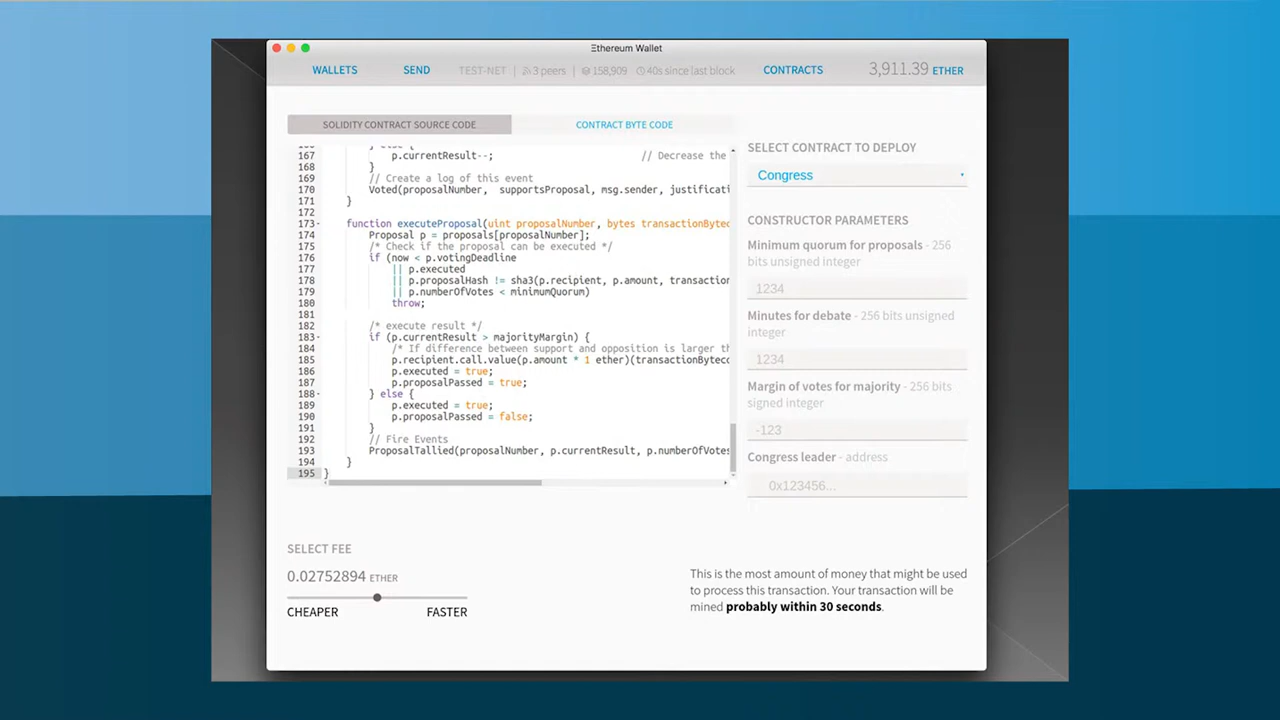 Ξthereum Wallet
WALLETS SEND TEST-NET | 3 peers | 158,909 40s since last block CONTRACTS 3,911.39 ETHER
SOLIDITY CONTRACT SOURCE CODE CONTRACT BYTE CODE
167 p.currentResult--; // Decrease the
168 }
169 // Create a log of this event
170 Voted(proposalNumber, supportsProposal, msg.sender, justificati
171 }
172
173 function executeProposal(uint proposalNumber, bytes transactionBytec
174 Proposal p = proposals[proposalNumber];
175 /* Check if the proposal can be executed */
176 if (now < p.votingDeadline
177 || p.executed
178 || p.proposalHash != sha3(p.recipient, p.amount, transaction
179 || p.numberOfVotes < minimumQuorum)
180 throw;
181
182 /* execute result */
183 if (p.currentResult > majorityMargin) {
184 /* If difference between support and opposition is larger th
185 p.recipient.call.value(p.amount * 1 ether)(transactionByteco
186 p.executed = true;
187 p.proposalPassed = true;
188 } else {
189 p.executed = true;
190 p.proposalPassed = false;
191 }
192 // Fire Events
193 ProposalTallied(proposalNumber, p.currentResult, p.numberOfVotes
194 }
195 }
SELECT CONTRACT TO DEPLOY
Congress
CONSTRUCTOR PARAMETERS
Minimum quorum for proposals - 256
bits unsigned integer
1234
Minutes for debate - 256 bits unsigned
integer
1234
Margin of votes for majority - 256 bits
signed integer
-123
Congress leader - address
0x123456...
SELECT FEE
0.02752894 ETHER
CHEAPER FASTER
This is the most amount of money that might be used
to process this transaction. Your transaction will be
mined probably within 30 seconds.